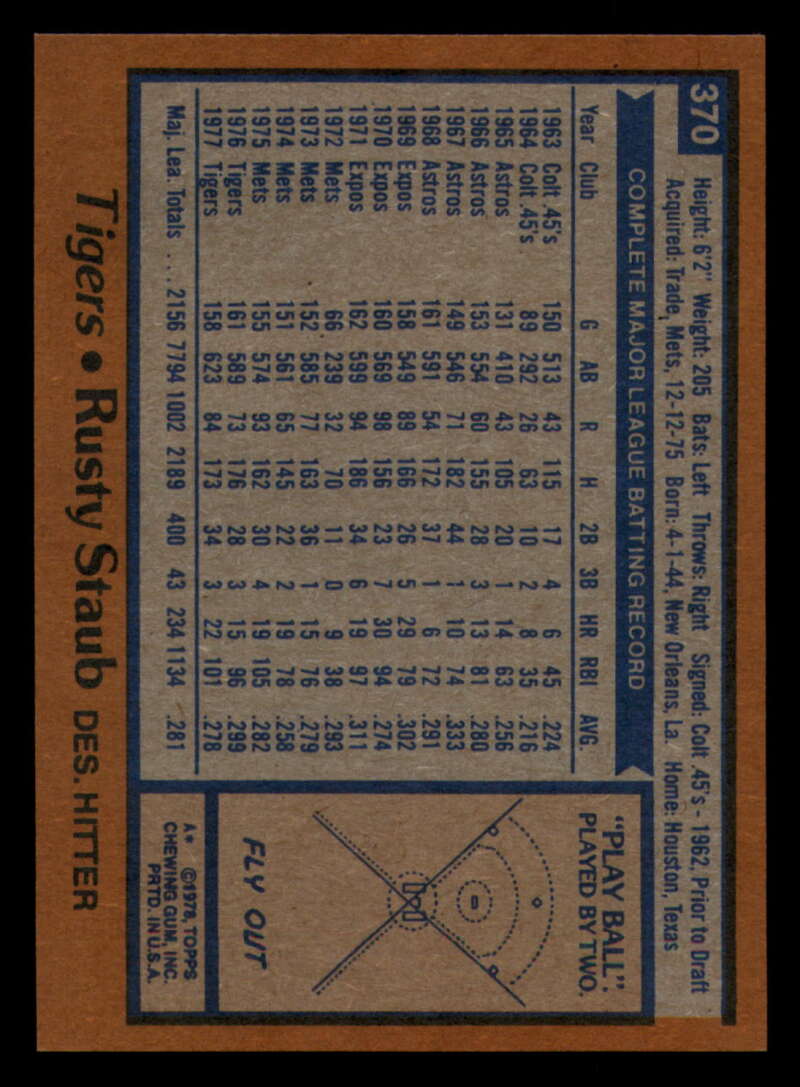 370
Height: 6'2" Weight: 205 Bats: Left Throws: Right Signed: Colt .45's - 1962, Prior to Draft
Acquired: Trade, Mets, 12-12-75 Born: 4-1-44, New Orleans, La. Home: Houston, Texas
COMPLETE MAJOR LEAGUE BATTING RECORD
Year Club G AB R H 2B 3B HR RBI AVG.
1963 Colt .45's 150 513 43 115 17 4 6 45 .224
1964 Colt .45's 89 292 26 63 10 2 8 35 .216
1965 Astros 131 410 43 105 20 1 14 63 .256
1966 Astros 153 554 60 155 28 3 13 81 .280
1967 Astros 149 546 71 182 44 1 10 74 .333
1968 Astros 161 591 54 172 37 1 6 72 .291
1969 Expos 158 549 89 166 26 5 29 79 .302
1970 Expos 160 569 98 156 23 7 30 94 .274
1971 Expos 162 599 94 186 34 6 19 97 .311
1972 Mets 66 239 32 70 11 0 9 38 .293
1973 Mets 152 585 77 163 36 1 15 76 .279
1974 Mets 151 561 65 145 22 2 19 78 .258
1975 Mets 155 574 93 162 30 4 19 105 .282
1976 Tigers 161 589 73 176 28 3 15 96 .299
1977 Tigers 158 623 84 173 34 3 22 101 .278
Maj. Lea. Totals . . . 2156 7794 1002 2189 400 43 234 1134 .281
"PLAY BALL":
PLAYED BY TWO.
FLY OUT
A* ©1978, TOPPS
CHEWING GUM, INC.
PRTD. IN U.S.A.
Tigers • Rusty Staub DES. HITTER